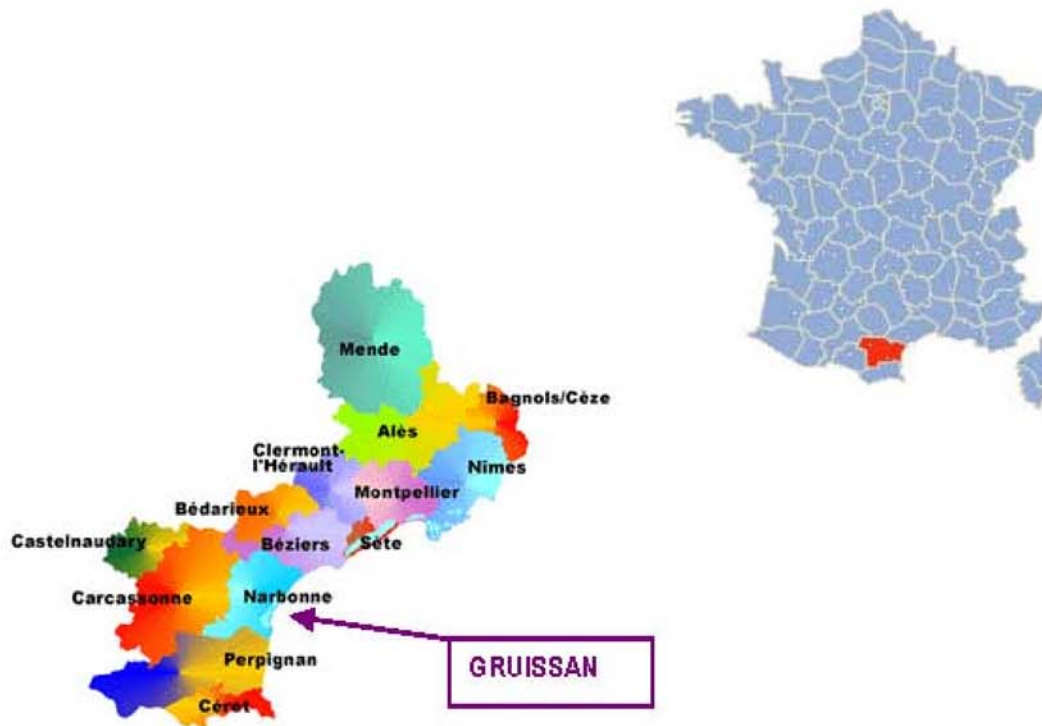 Mende
Bagnols/Cèze
Alès
Clermont-
l'Hérault
Nîmes
Montpellier
Bédarieux
Castelnaudary
Béziers
Sète
Carcassonne
Narbonne
Perpignan
GRUISSAN
Céret